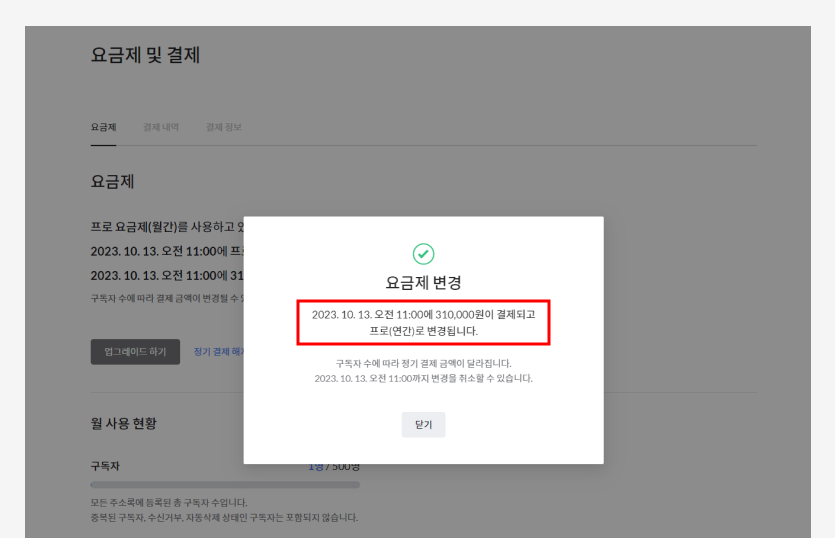 요금제 및 결제
요금제 결제 내역 결제 정보
요금제
프로 요금제(월간)를 사용하고
2023. 10. 13. 오전 11:00에
2023. 10. 13. 오전 11:00에 31
구독자 수에 따라 결제 금액이 변경될 수
업그레이드 하기 정기 결제
요금제 변경
2023. 10. 13. 오전 11:00에 310,000원이 결제되고
프로(연간)로 변경됩니다.
구독자 수에 따라 정기 결제 금액이 달라집니다.
2023. 10. 13. 오전 11:00까지 변경을 취소할 수 있습니다.
닫기
월 사용 현황
구독자 1명 / 500명
모든 주소록에 등록된 총 구독자 수입니다.
중복된 구독자, 수신거부, 자동삭제 상태인 구독자는 포함되지 않습니다.